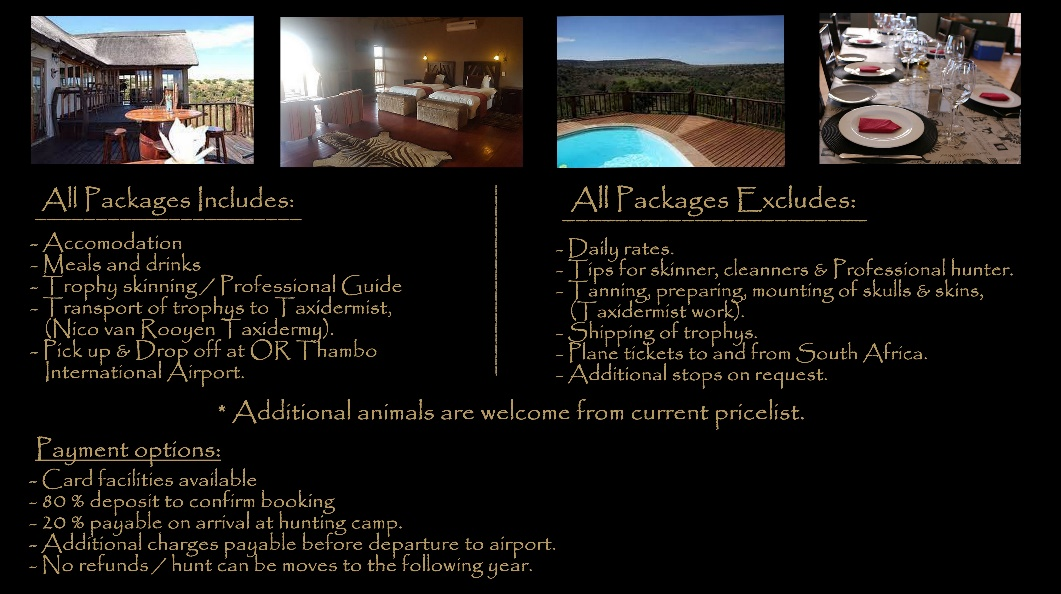 All Packages Includes:
- Accomodation
- Meals and drinks
- Trophy skinning / Professional Guide
- Transport of trophys to Taxidermist,
(Nico van Rooyen Taxidermy).
- Pick up & Drop off at OR Thambo
International Airport.
All Packages Excludes:
- Daily rates.
- Tips for skinner, cleanners & Professional hunter.
- Tanning, preparing, mounting of skulls & skins,
(Taxidermist work).
- Shipping of trophys.
- Plane tickets to and from South Africa.
- Additional stops on request.
* Additional animals are welcome from current pricelist.
Payment options:
- Card facilities available
- 80 % deposit to confirm booking
- 20 % payable on arrival at hunting camp.
- Additional charges payable before departure to airport.
- No refunds / hunt can be moves to the following year.